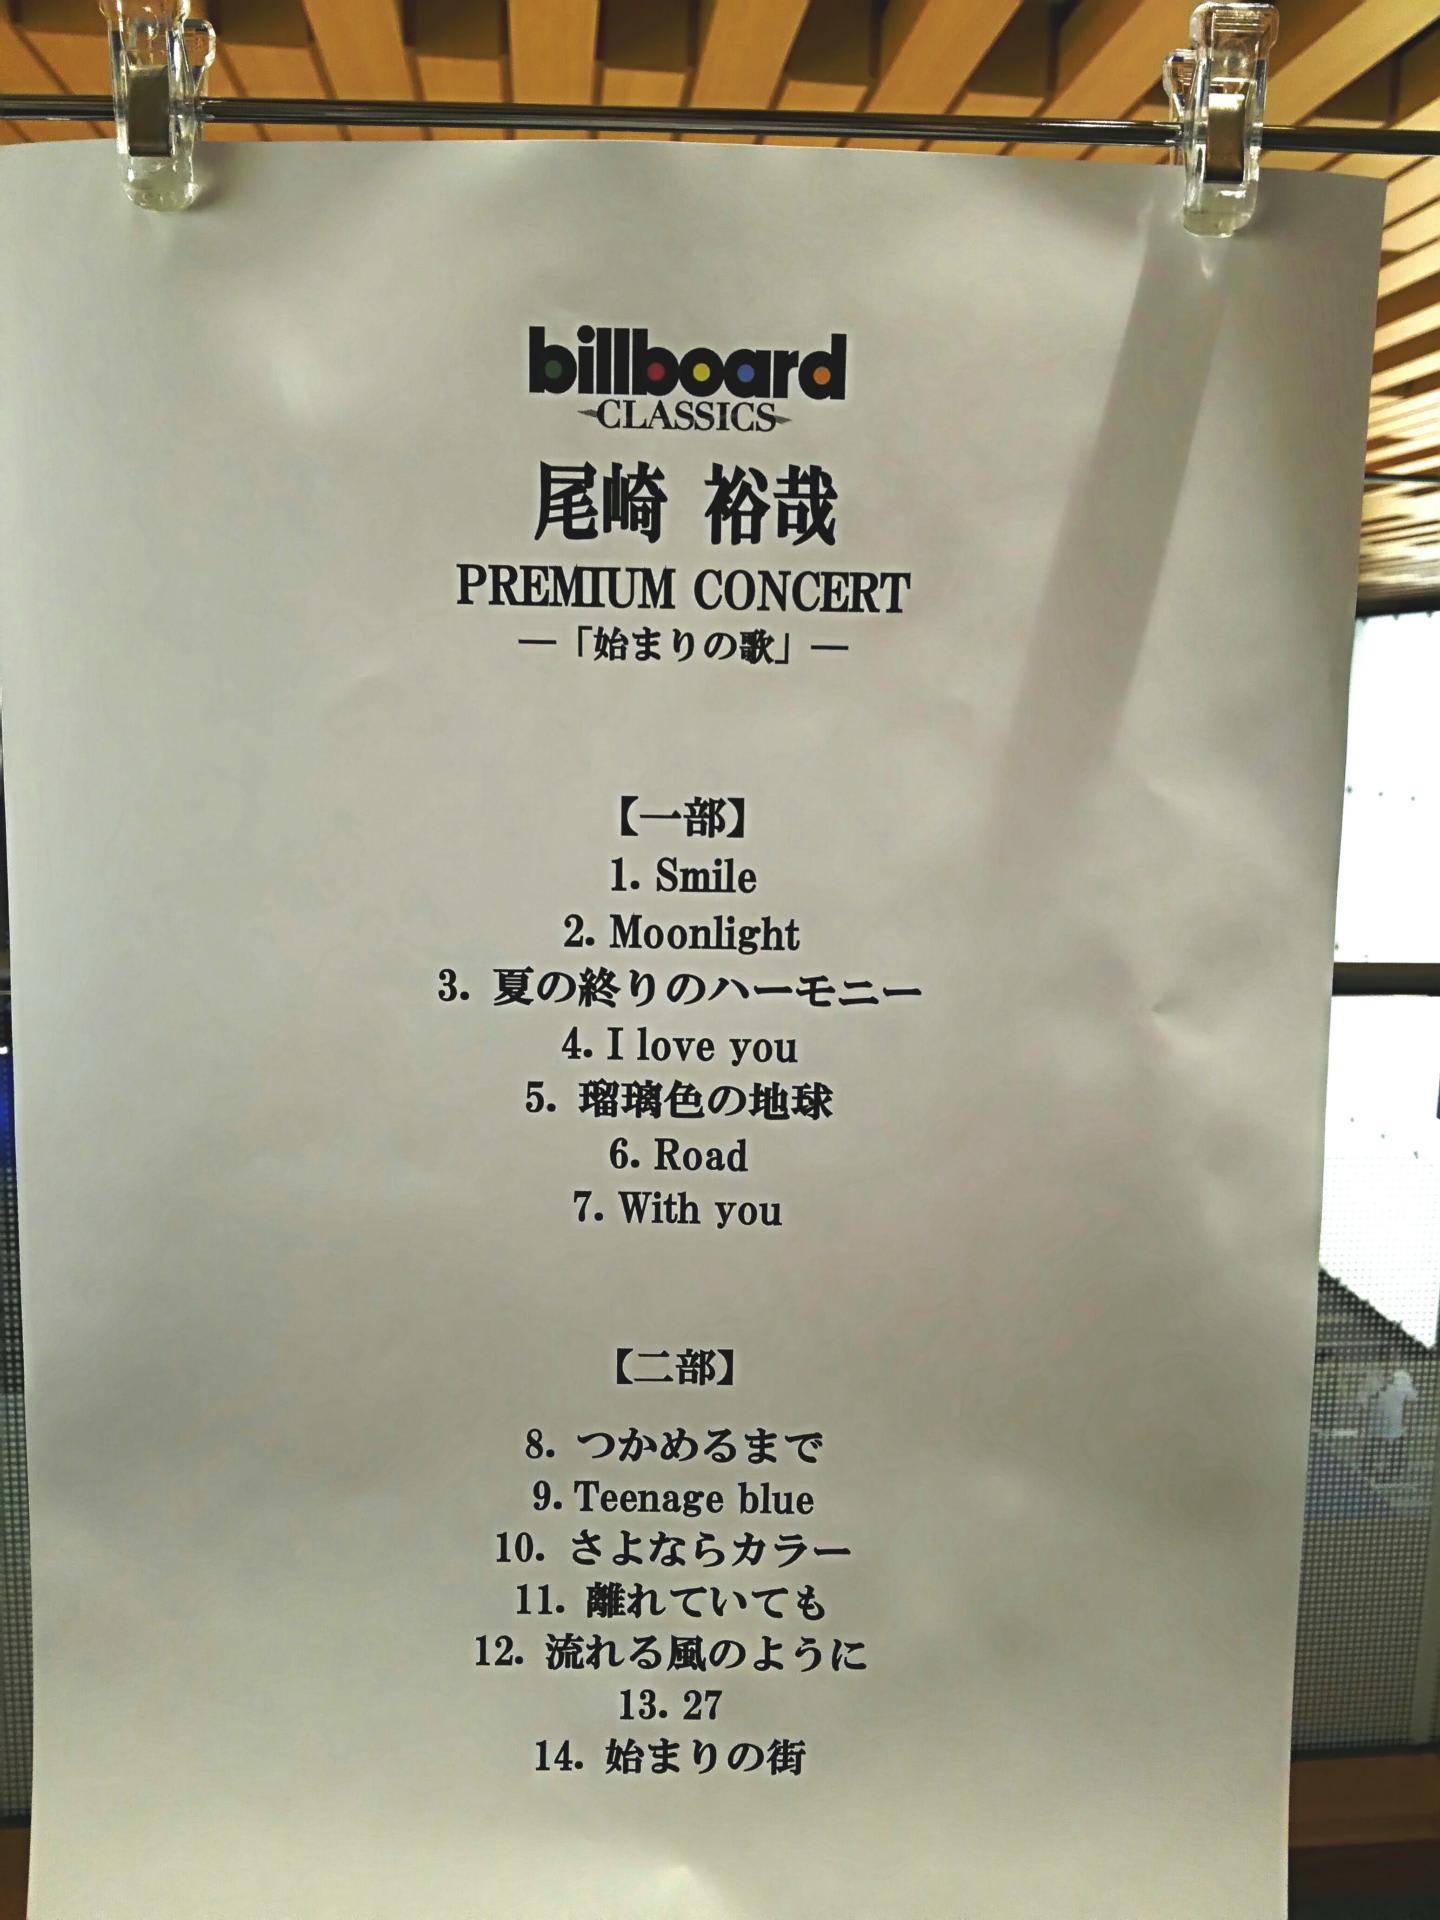 billboard
CLASSICS
尾崎 裕哉
PREMIUM CONCERT
―「始まりの歌」―
【一部】
1. Smile
2. Moonlight
3. 夏の終りのハーモニー
4. I love you
5. 瑠璃色の地球
6. Road
7. With you
【二部】
8. つかめるまで
9. Teenage blue
10. さよならカラー
11. 離れていても
12. 流れる風のように
13. 27
14. 始まりの街